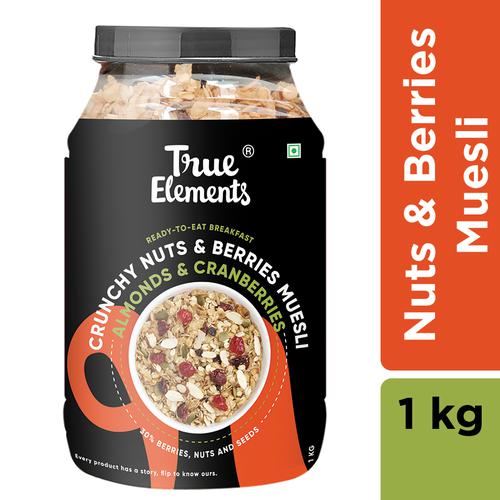 True ®
Elements
READY-TO-EAT BREAKFAST
CRUNCHY NUTS & BERRIES MUESLI
ALMONDS & CRANBERRIES
30% BERRIES, NUTS AND SEEDS
Every product has a story, flip to know ours.
1 KG
Nuts & Berries
Muesli
1 kg